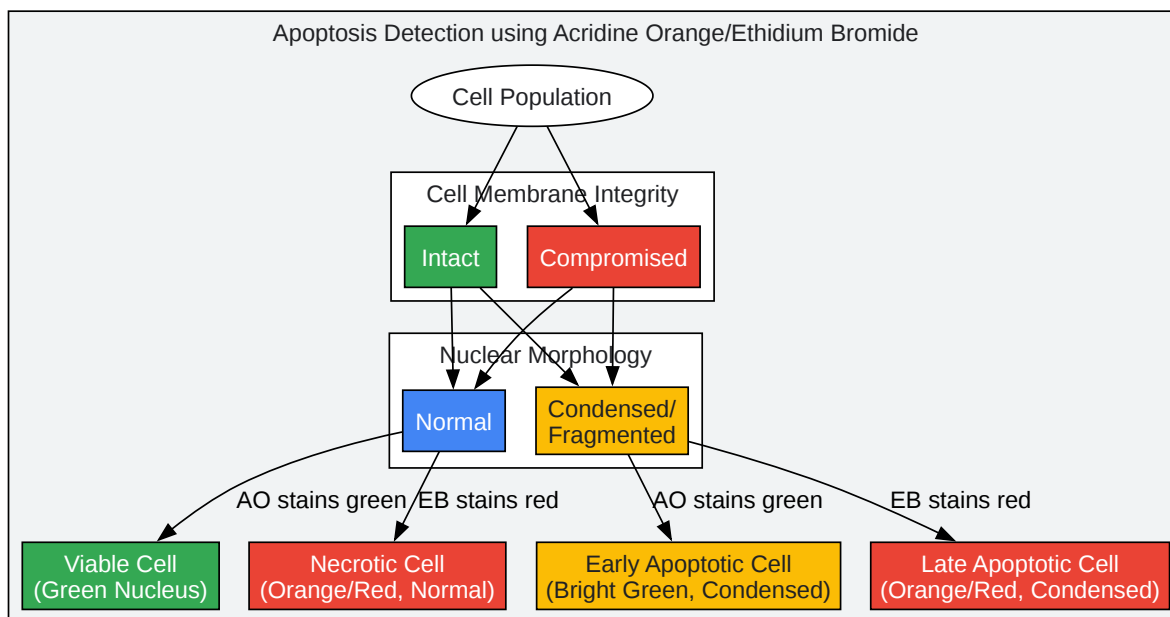 Apoptosis Detection using Acridine Orange/Ethidium Bromide
Cell Population
Cell Membrane Integrity
Intact
Compromised
Nuclear Morphology
Normal
Condensed/
Fragmented
AO stains green
EB stains red
AO stains green
EB stains red
Viable Cell
(Green Nucleus)
Necrotic Cell
(Orange/Red, Normal)
Early Apoptotic Cell
(Bright Green, Condensed)
Late Apoptotic Cell
(Orange/Red, Condensed)